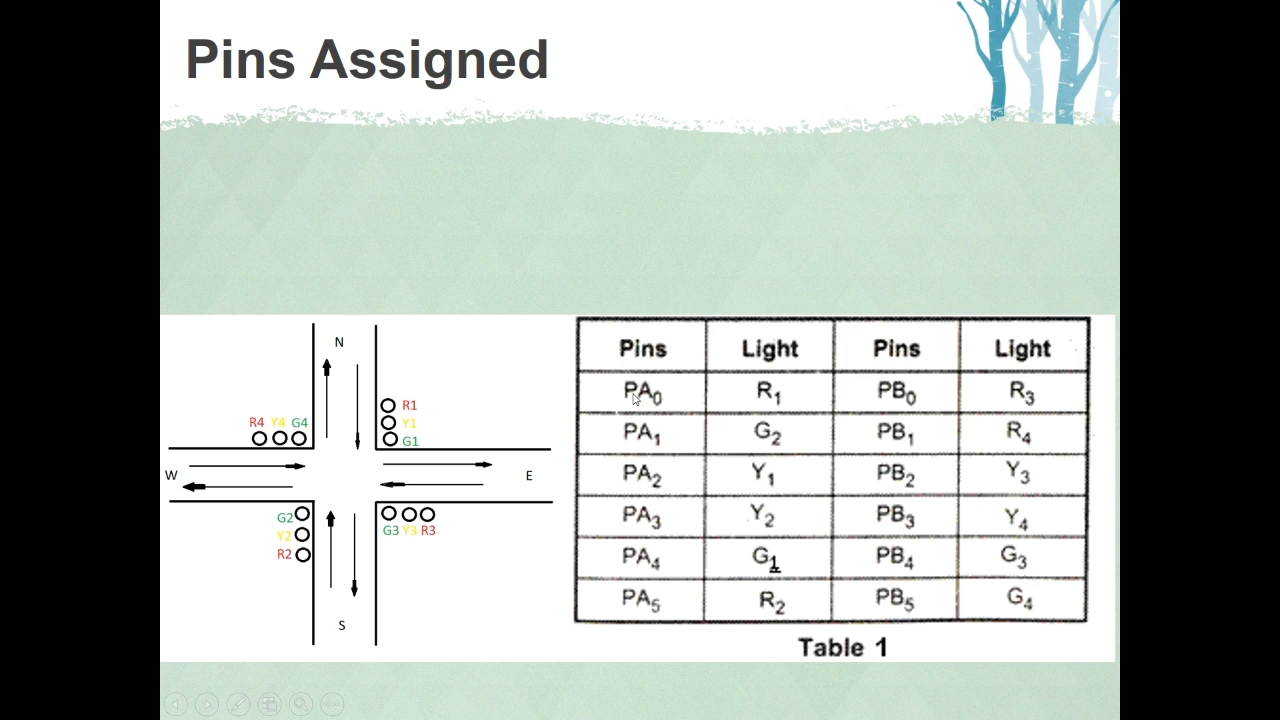 Pins Assigned
N
R1
Y1
G1
R4 Y4 G4
W
E
G2
Y2
R2
G3 Y3 R3
S
Pins Light Pins Light
PA0 R1 PB0 R3
PA1 G2 PB1 R4
PA2 Y1 PB2 Y3
PA3 Y2 PB3 Y4
PA4 G1 PB4 G3
PA5 R2 PB5 G4
Table 1